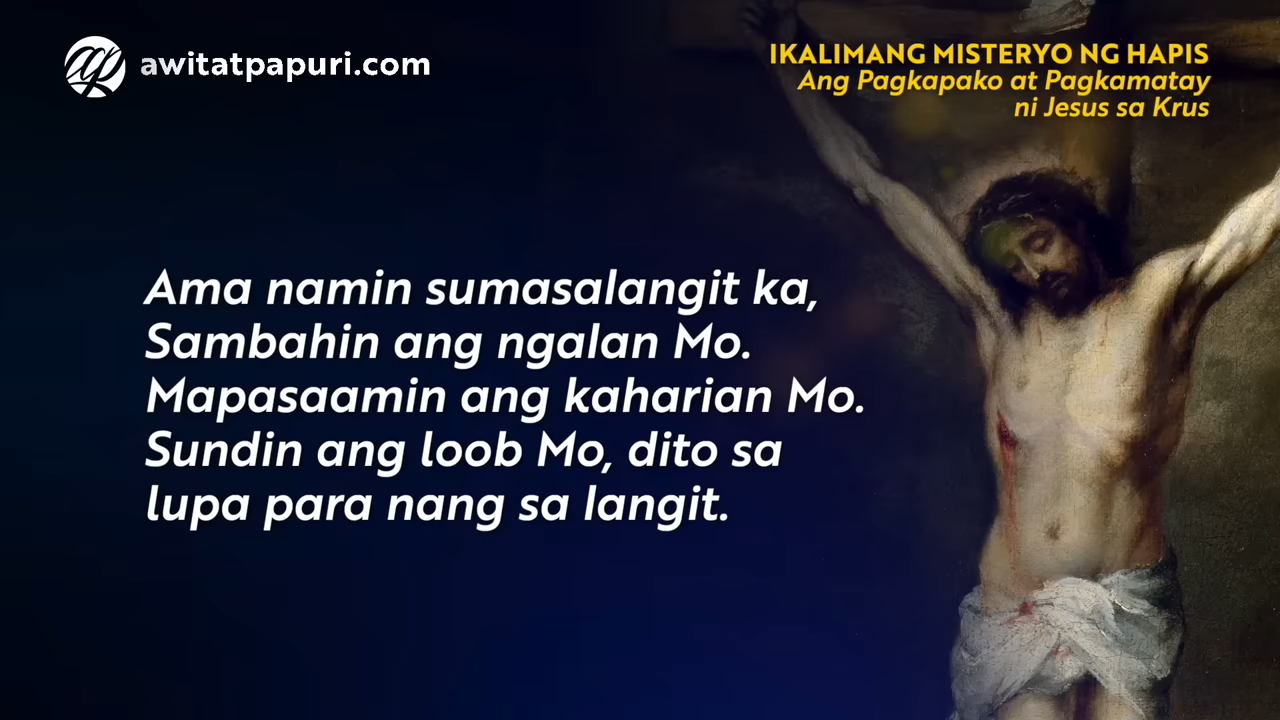 awitatpapuri.com
IKALIMANG MISTERYO NG HAPIS
Ang Pagkapako at Pagkamatay
ni Jesus sa Krus
Ama namin sumasalangit ka,
Sambahin ang ngalan Mo.
Mapasaamin ang kaharian Mo.
Sundin ang loob Mo, dito sa
lupa para nang sa langit.